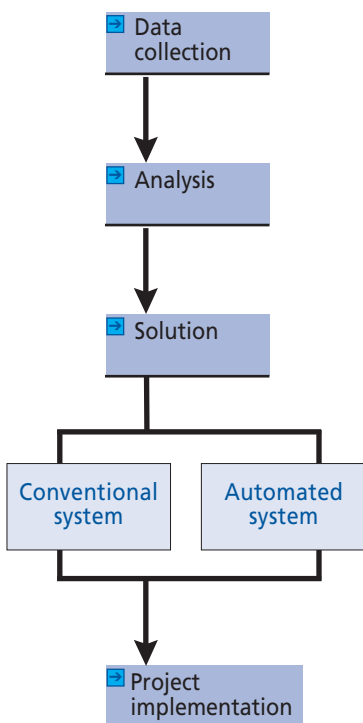 Data
collection
Analysis
Solution
Conventional
system
Automated
system
Project
implementation